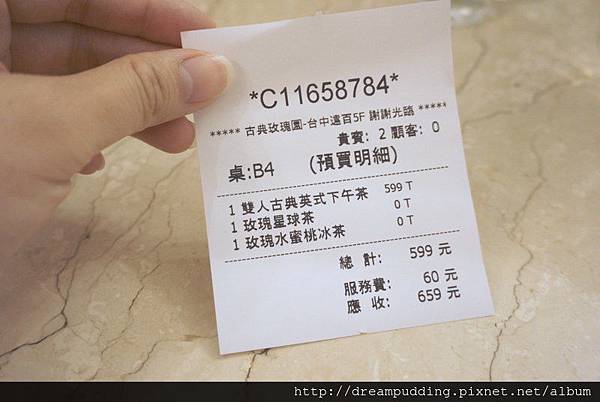 *C11658784*
***** 古典玫瑰園-台中遠百5F 謝謝光臨 *****
貴賓: 2 顧客: 0
桌:B4 (預買明細)
1 雙人古典英式下午茶 599 T
1 玫瑰星球茶 0 T
1 玫瑰水蜜桃冰茶 0 T
總 計: 599 元
服務費: 60 元
應 收: 659 元
http://dreampudding.pixnet.net/album